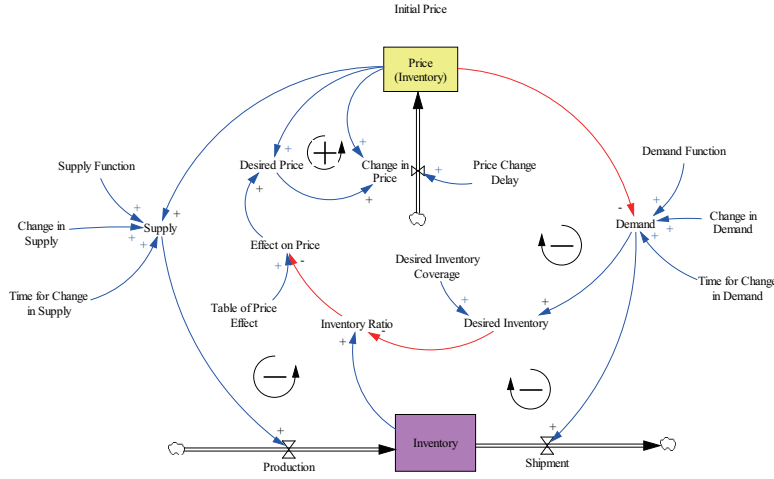 Initial Price
Price
(Inventory)
+
+
+
-
+
+
Desired Price
+
Change in
Price
+
+
Price Change
Delay
Supply Function
+
+
Change in
Supply
+
+
Supply
Time for Change
in Supply
Demand Function
+
-
+
+
Demand
Change in
Demand
Time for Change
in Demand
Effect on Price
+
-
Table of Price
Effect
Desired Inventory
Coverage
+
+
Desired Inventory
-
Inventory Ratio
+
-
-
-
+
+
Inventory
Production
Shipment